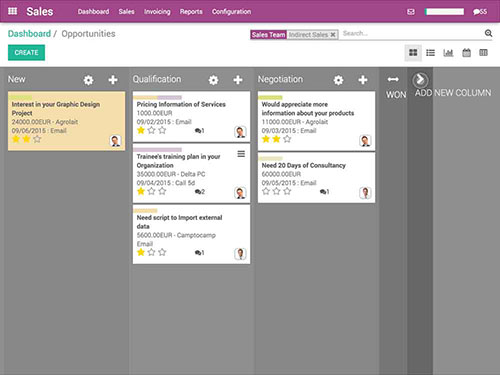 Sales Dashboard Sales Invoicing Reports Configuration 55
Dashboard / Opportunities Sales Team Indirect Sales × Search...
CREATE
New
Interest in your Graphic Design
Project
24000.00EUR - Agrolait
09/06/2015 : Email
Qualification
Pricing Information of Services
1000.00EUR
09/02/2015 : Email
1
Trainee's training plan in your
Organization
35000.00EUR - Delta PC
09/04/2015 : Call 5d
2
Need script to Import external
data
5600.00EUR - Camptocamp
Email
1
Negotiation
Would appreciate more
information about your products
11000.00EUR - Agrolait
09/03/2015 : Email
Need 20 Days of Consultancy
60000.00EUR
09/05/2015 : Email
WON
ADD NEW COLUMN